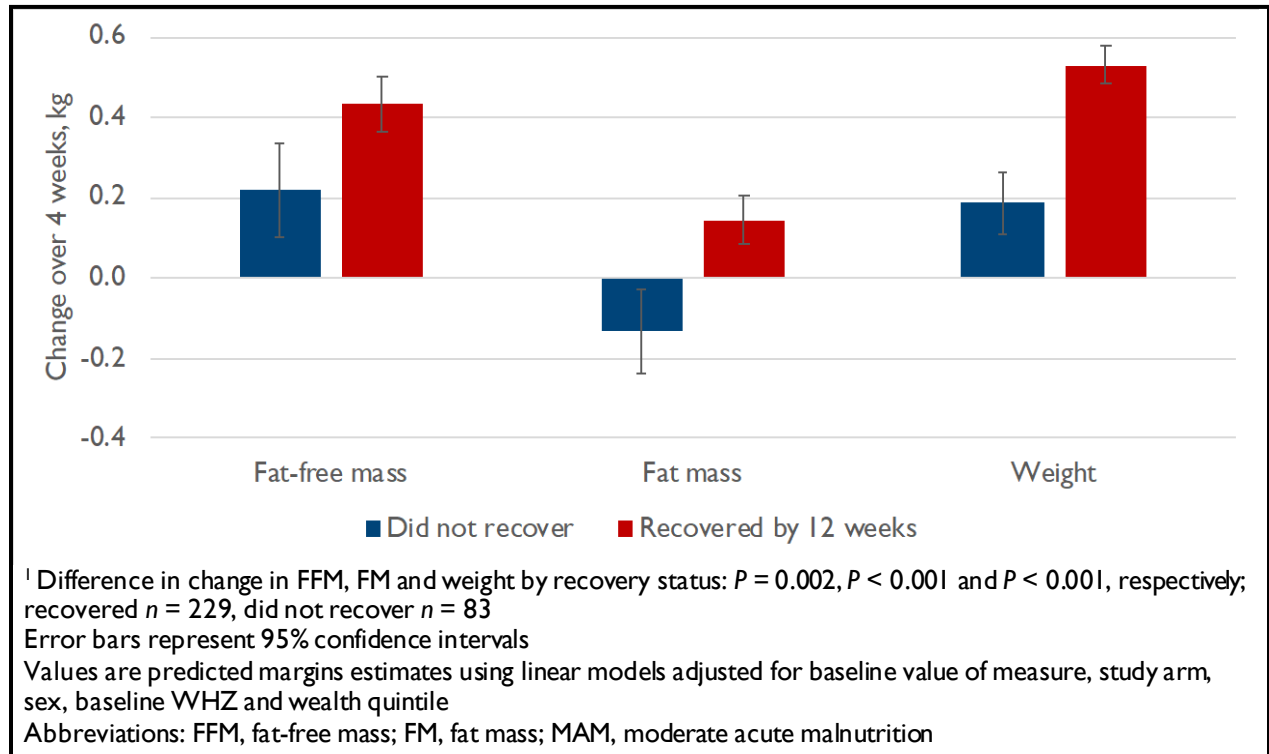 0.6
0.4
0.2
0.0
-0.2
-0.4
Change over 4 weeks, kg
Fat-free mass
Fat mass
Weight
Did not recover
Recovered by 12 weeks
¹ Difference in change in FFM, FM and weight by recovery status: P = 0.002, P < 0.001 and P < 0.001, respectively;
recovered n = 229, did not recover n = 83
Error bars represent 95% confidence intervals
Values are predicted margins estimates using linear models adjusted for baseline value of measure, study arm,
sex, baseline WHZ and wealth quintile
Abbreviations: FFM, fat-free mass; FM, fat mass; MAM, moderate acute malnutrition